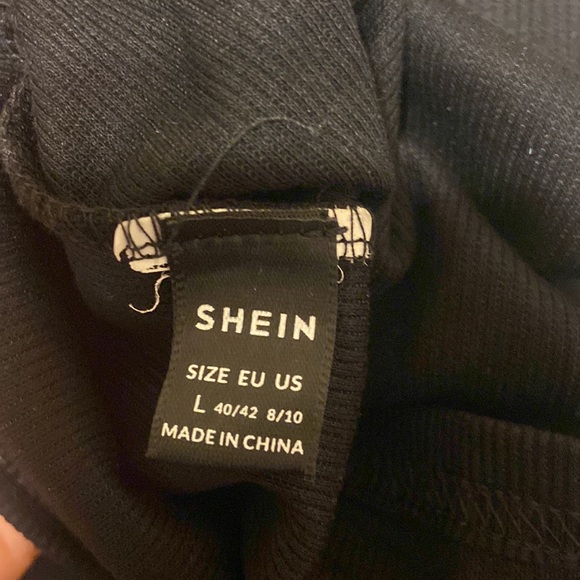 SHEIN
SIZE EU US
L 40/42 8/10
MADE IN CHINA